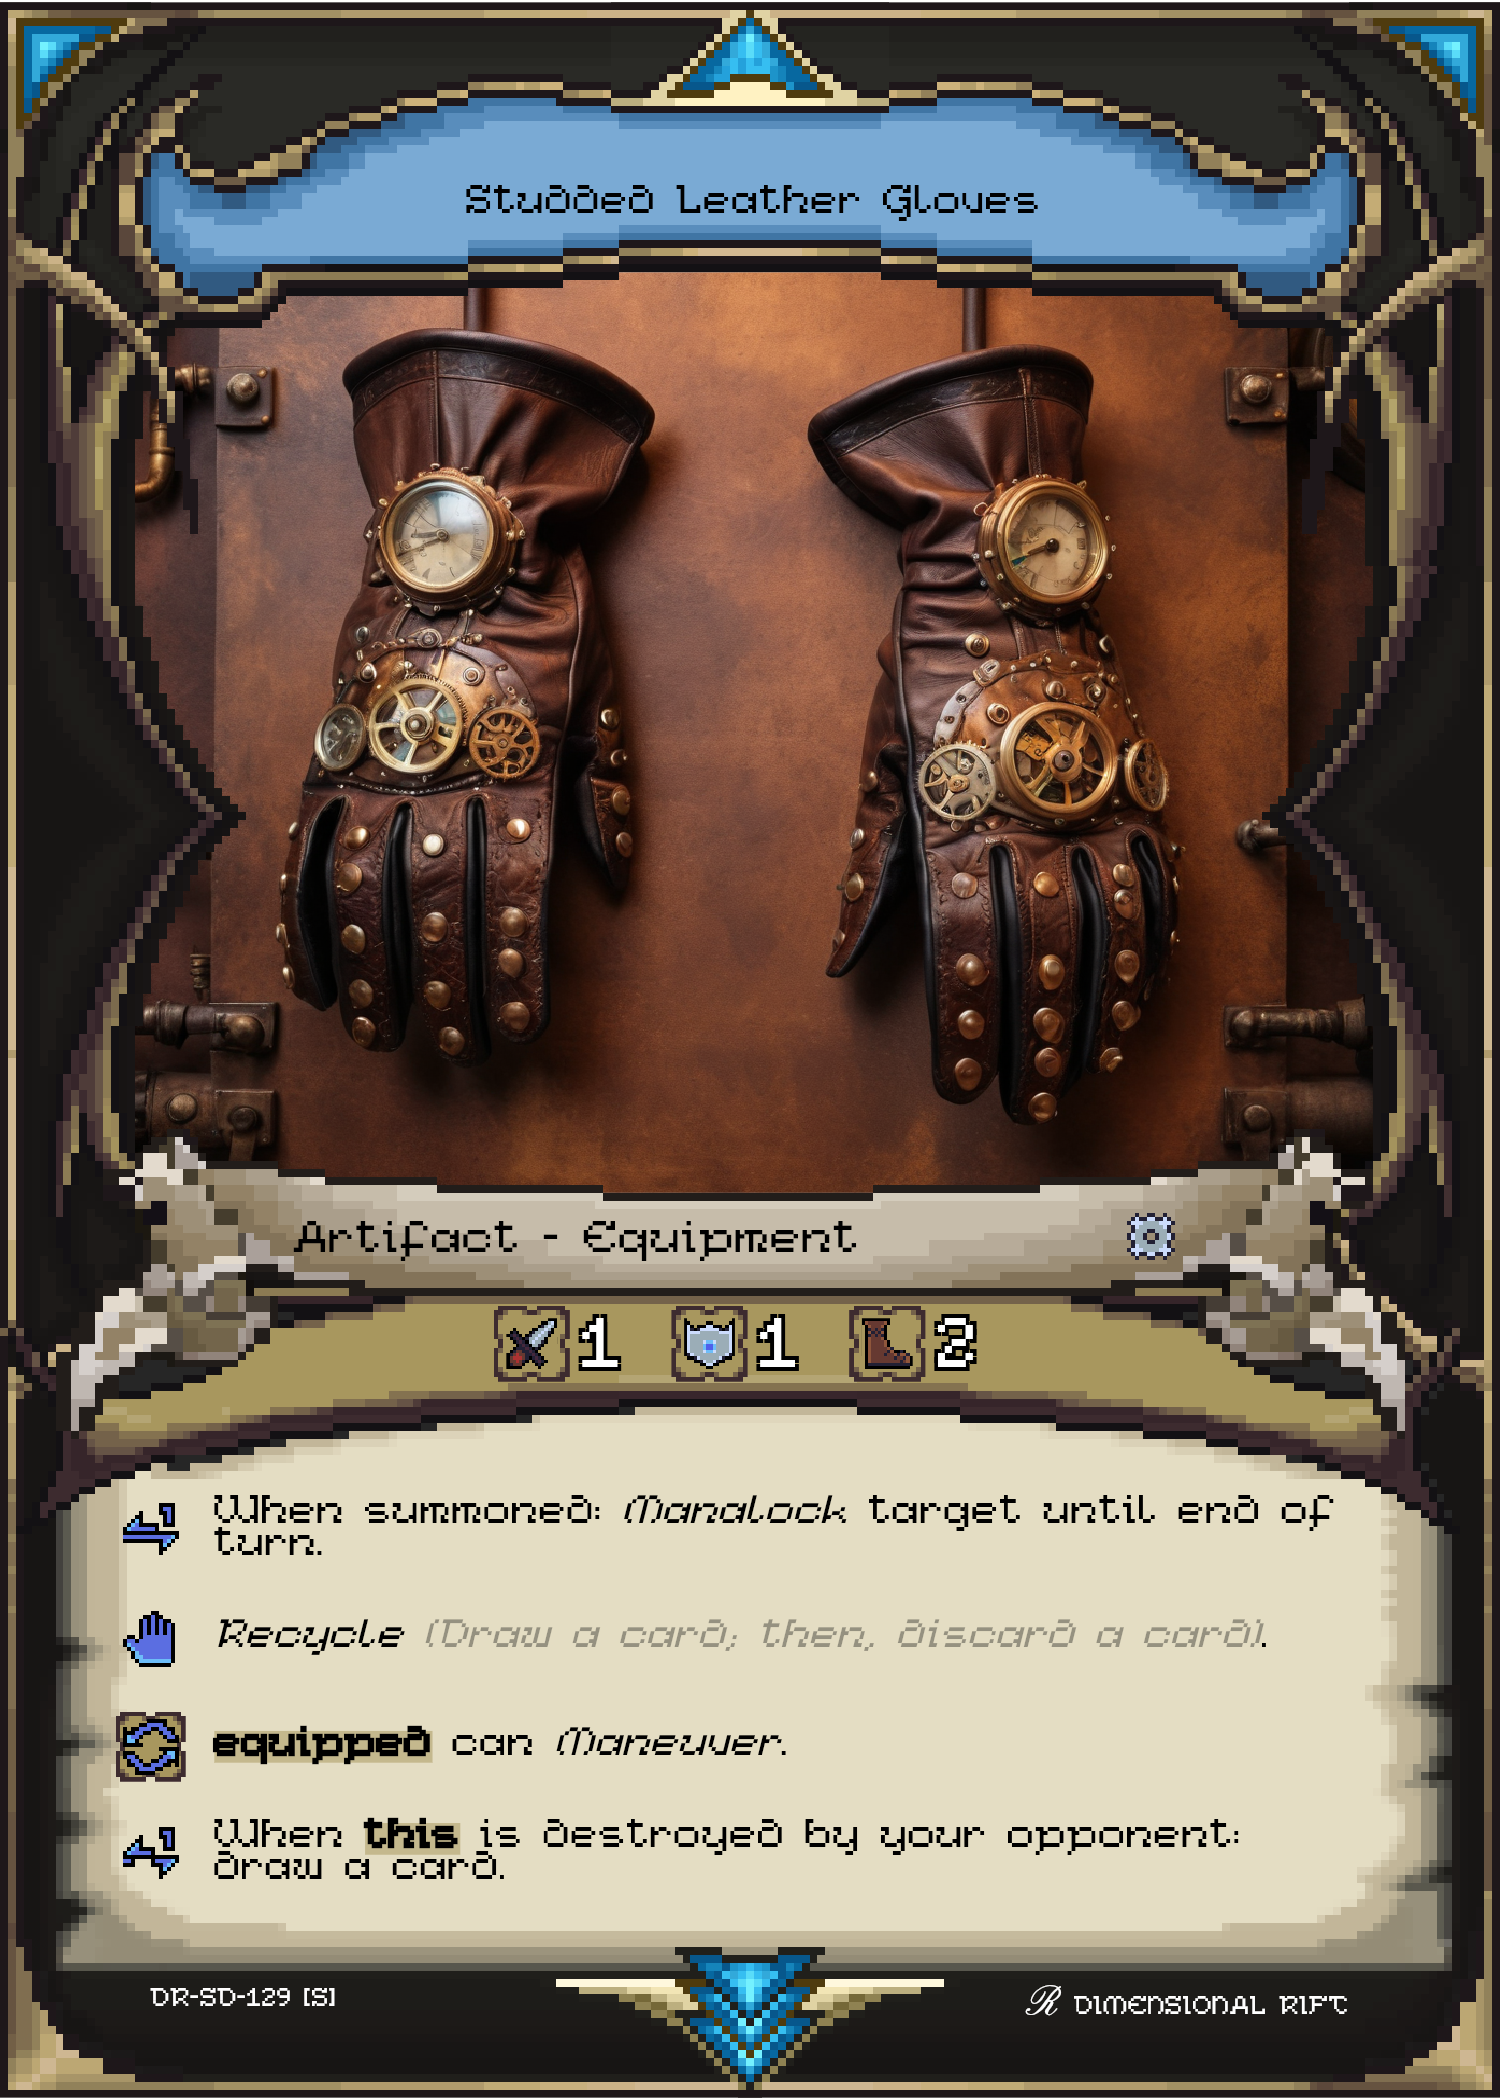 Studded Leather Gloves
Artifact - Equipment
1 1 2
When summoned: Manalock target until end of
turn.
Recycle (Draw a card; then, discard a card).
equipped can Maneuver.
When this is destroyed by your opponent:
draw a card.
DR-SD-129 [S]
R DIMENSIONAL RIFT